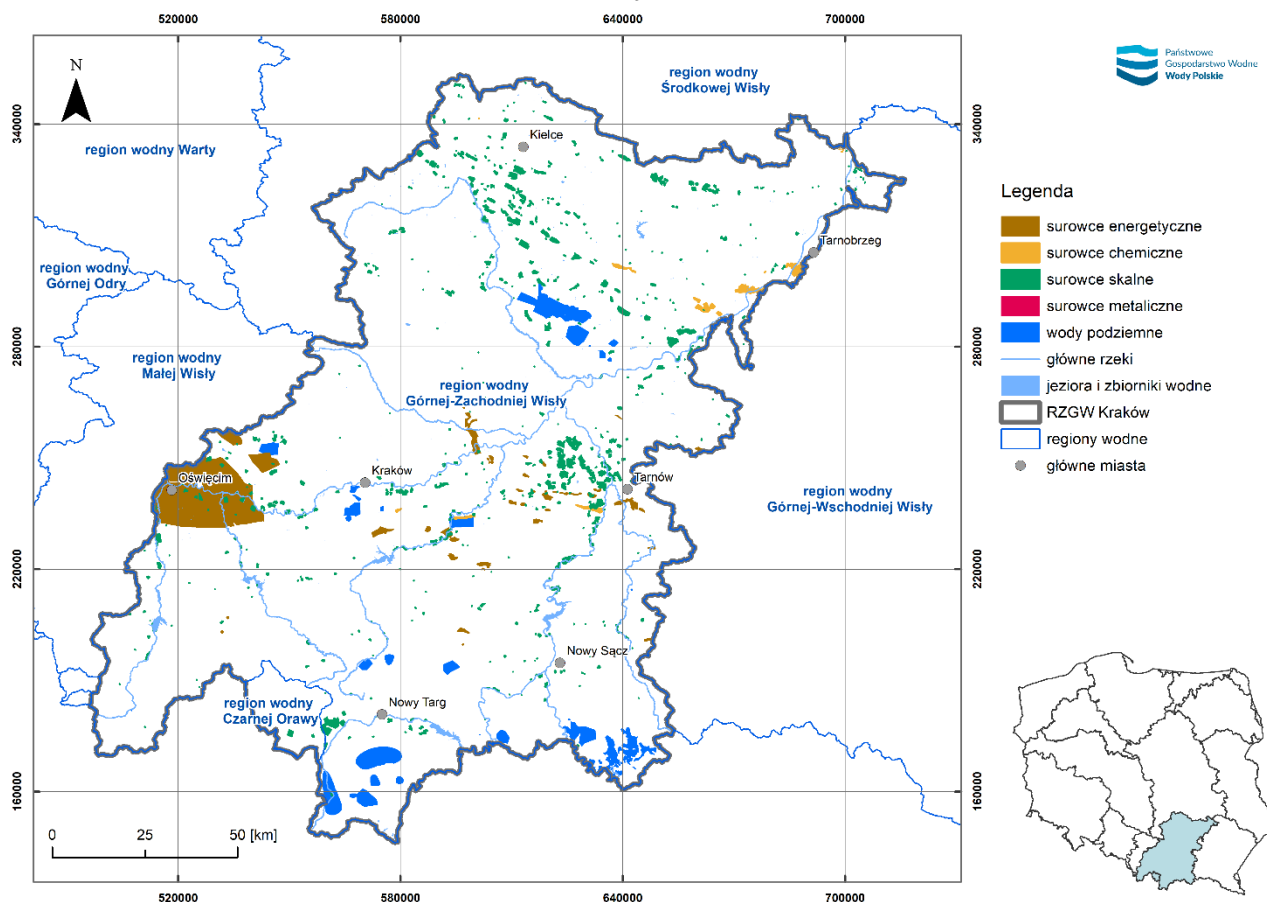 520000
580000
640000
700000
N
340000
280000
220000
160000
340000
280000
220000
160000
region wodny
Środkowej Wisły
region wodny Warty
Kielce
region wodny
Górnej Odry
Tarnobrzeg
region wodny
Małej Wisły
region wodny
Górnej-Zachodniej Wisły
Oświęcim
Kraków
Tarnów
region wodny
Górnej-Wschodniej Wisły
Nowy Sącz
region wodny
Czarnej Orawy
Nowy Targ
0
25
50 [km]
520000
580000
640000
700000
Państwowe
Gospodarstwo Wodne
Wody Polskie
Legenda
surowce energetyczne
surowce chemiczne
surowce skalne
surowce metaliczne
wody podziemne
główne rzeki
jeziora i zbiorniki wodne
RZGW Kraków
regiony wodne
główne miasta